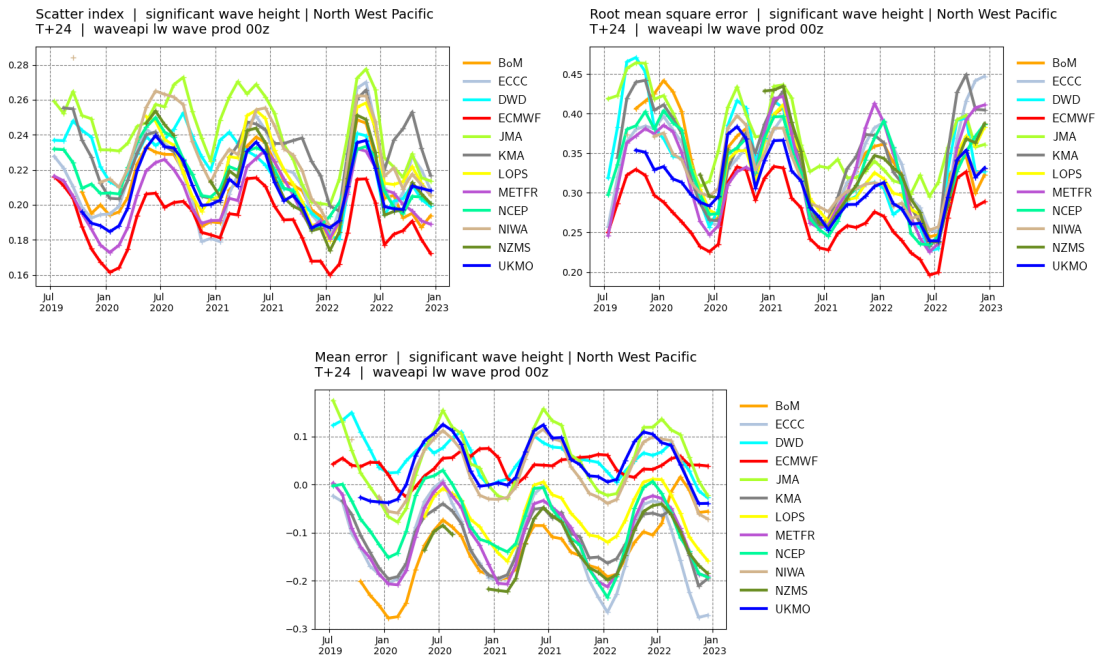 Scatter index | significant wave height | North West Pacific
T+24 | waveapi lw wave prod 00z
0.28
0.26
0.24
0.22
0.20
0.18
0.16
Jul 2019
Jan 2020
Jul 2020
Jan 2021
Jul 2021
Jan 2022
Jul 2022
Jan 2023
BoM
ECCC
DWD
ECMWF
JMA
KMA
LOPS
METFR
NCEP
NIWA
NZMS
UKMO
Root mean square error | significant wave height | North West Pacific
T+24 | waveapi lw wave prod 00z
0.45
0.40
0.35
0.30
0.25
0.20
Jul 2019
Jan 2020
Jul 2020
Jan 2021
Jul 2021
Jan 2022
Jul 2022
Jan 2023
BoM
ECCC
DWD
ECMWF
JMA
KMA
LOPS
METFR
NCEP
NIWA
NZMS
UKMO
Mean error | significant wave height | North West Pacific
T+24 | waveapi lw wave prod 00z
0.1
0.0
−0.1
−0.2
−0.3
Jul 2019
Jan 2020
Jul 2020
Jan 2021
Jul 2021
Jan 2022
Jul 2022
Jan 2023
BoM
ECCC
DWD
ECMWF
JMA
KMA
LOPS
METFR
NCEP
NIWA
NZMS
UKMO